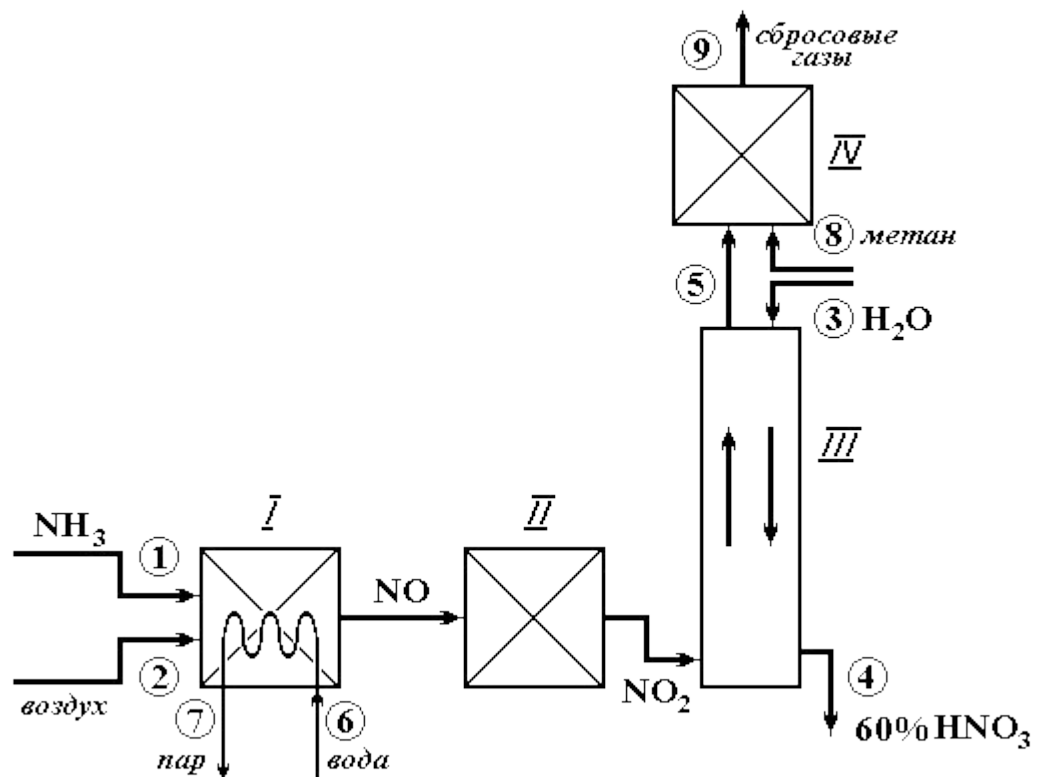 9
сбросовые
газы
IV
8 метан
5
3 H₂O
III
I
II
NH₃
1
NO
2
воздух
7
6
пар
вода
NO₂
4
60% HNO₃